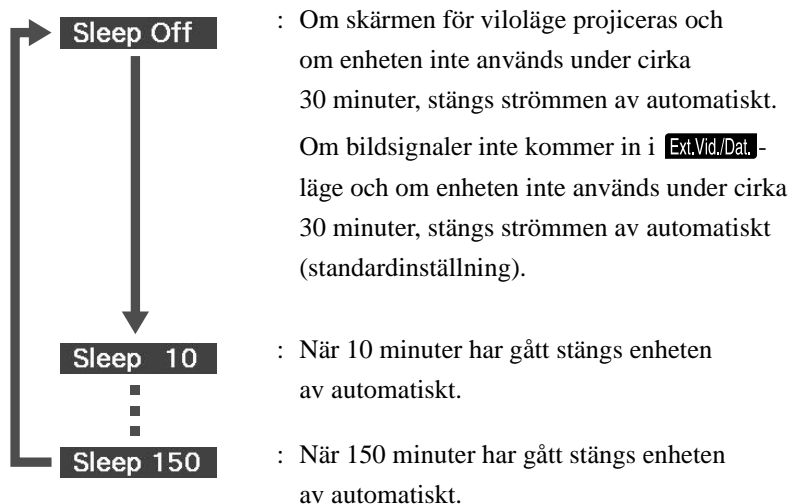 Sleep Off : Om skärmen för viloläge projiceras och
om enheten inte används under cirka
30 minuter, stängs strömmen av automatiskt.
Om bildsignaler inte kommer in i Ext.Vid./Dat.-
läge och om enheten inte används under cirka
30 minuter, stängs strömmen av automatiskt
(standardinställning).
Sleep 10 : När 10 minuter har gått stängs enheten
av automatiskt.
Sleep 150 : När 150 minuter har gått stängs enheten
av automatiskt.